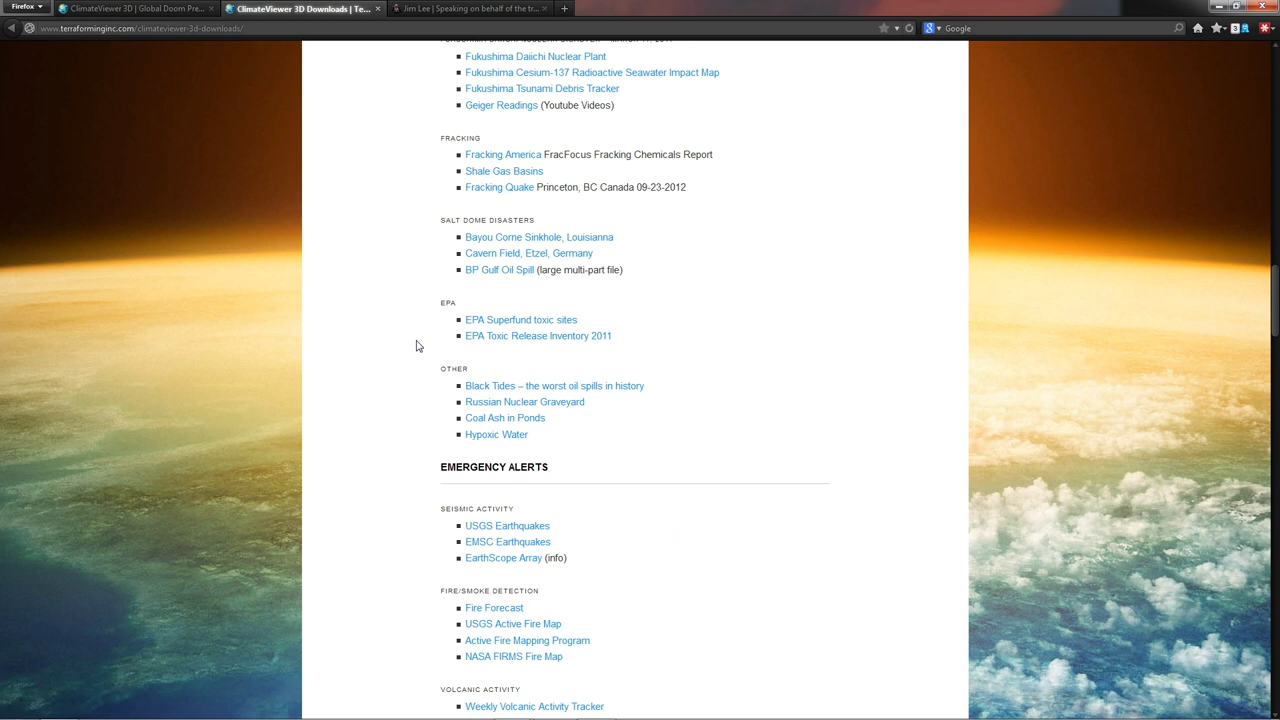 Firefox
ClimateViewer 3D | Global Doom Pre...
ClimateViewer 3D Downloads | Te...
Jim Lee | Speaking on behalf of the tr...
www.terraforminginc.com/climateviewer-3d-downloads/
Google
Fukushima Daiichi Nuclear Plant
Fukushima Cesium-137 Radioactive Seawater Impact Map
Fukushima Tsunami Debris Tracker
Geiger Readings (Youtube Videos)
FRACKING
Fracking America FracFocus Fracking Chemicals Report
Shale Gas Basins
Fracking Quake Princeton, BC Canada 09-23-2012
SALT DOME DISASTERS
Bayou Corne Sinkhole, Louisianna
Cavern Field, Etzel, Germany
BP Gulf Oil Spill (large multi-part file)
EPA
EPA Superfund toxic sites
EPA Toxic Release Inventory 2011
OTHER
Black Tides – the worst oil spills in history
Russian Nuclear Graveyard
Coal Ash in Ponds
Hypoxic Water
EMERGENCY ALERTS
SEISMIC ACTIVITY
USGS Earthquakes
EMSC Earthquakes
EarthScope Array (info)
FIRE/SMOKE DETECTION
Fire Forecast
USGS Active Fire Map
Active Fire Mapping Program
NASA FIRMS Fire Map
VOLCANIC ACTIVITY
Weekly Volcanic Activity Tracker